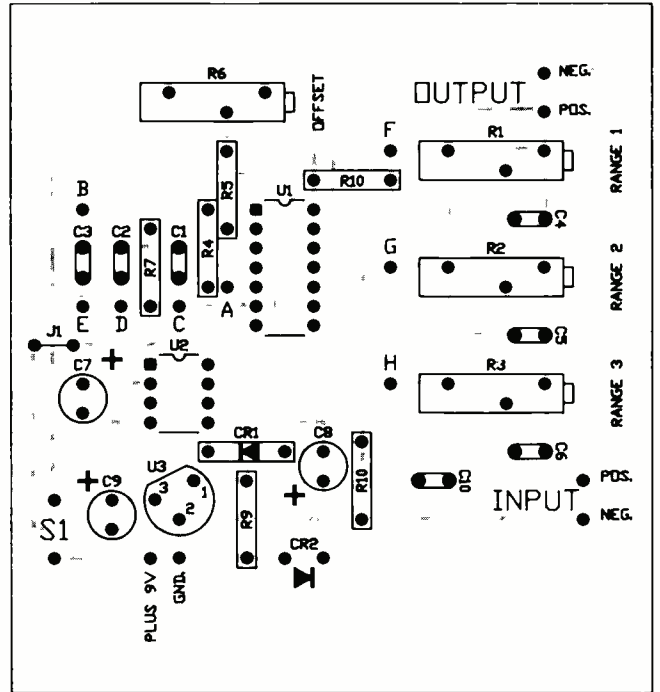 R6
OFFSET
OUTPUT
NEG.
POS.
F
R1
RANGE 1
R5
R10
U1
B
R4
C3
C2
R7
C1
C4
G
R2
RANGE 2
E
D
C
A
J1
+
C7
U2
C5
H
R3
RANGE 3
CR1
C8
R10
C6
+
C9
U3
3
1
2
R9
+
C10
INPUT
POS.
NEG.
S1
CR2
PLUS 9V
GND.